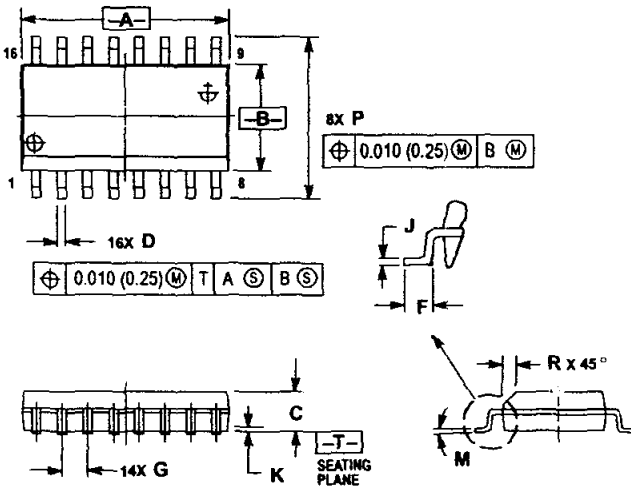 –A–
16
9
–B–
8X P
⌖ 0.010 (0.25) Ⓜ B Ⓜ
1
8
16X D
J
⌖ 0.010 (0.25) Ⓜ T A Ⓢ B Ⓢ
F
R X 45°
C
–T–
K
SEATING
PLANE
M
14X G